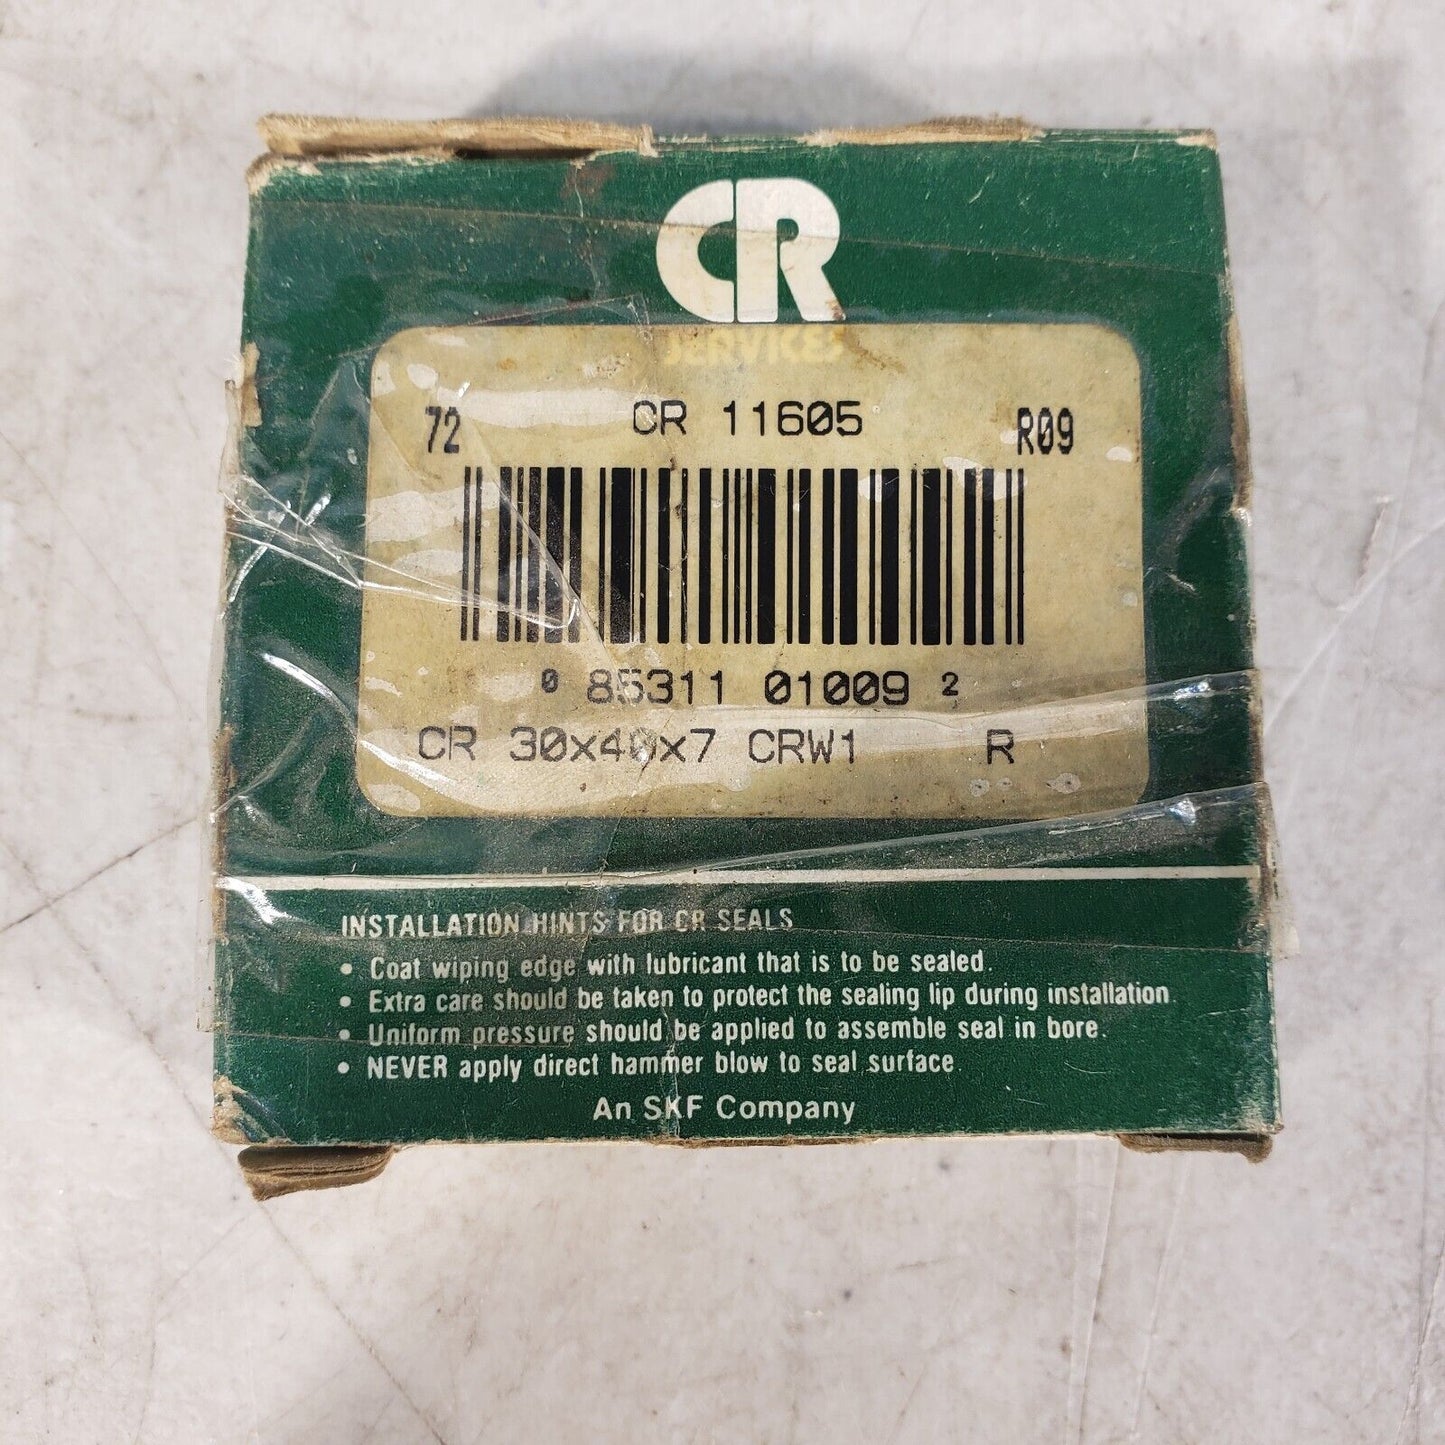 CR
SERVICES
72 CR 11605 R09
0 85311 01009 2
CR 30x40x7 CRW1 R
INSTALLATION HINTS FOR CR SEALS
• Coat wiping edge with lubricant that is to be sealed.
• Extra care should be taken to protect the sealing lip during installation
• Uniform pressure should be applied to assemble seal in bore.
• NEVER apply direct hammer blow to seal surface
An SKF Company